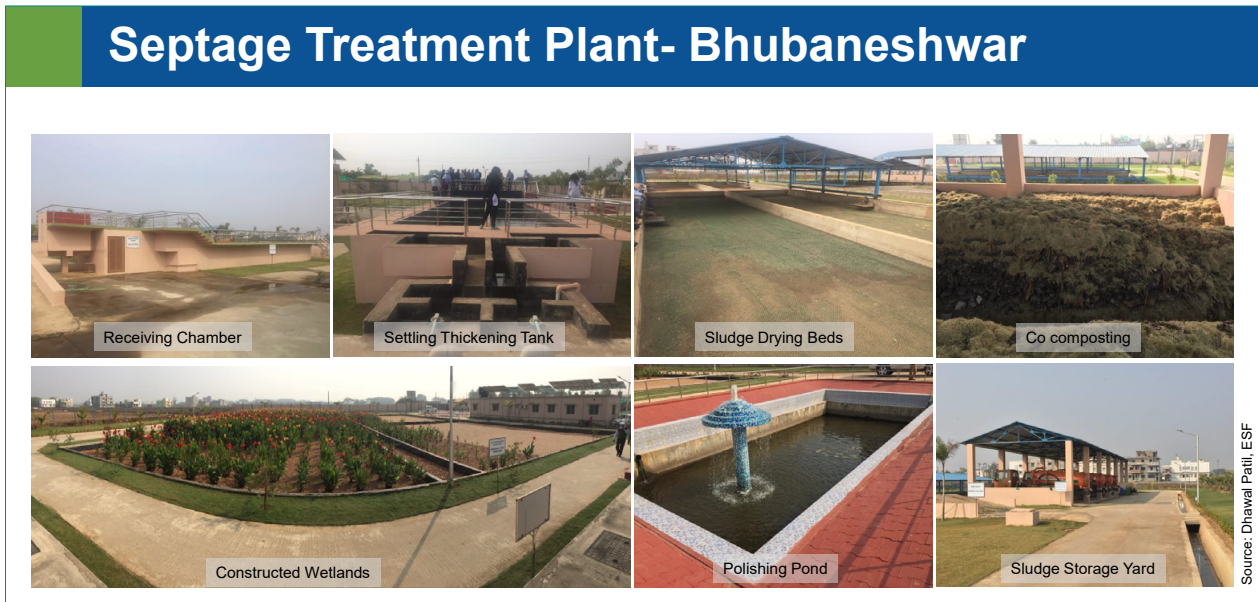 Septage Treatment Plant- Bhubaneshwar
Receiving Chamber
Settling Thickening Tank
Sludge Drying Beds
Co composting
Constructed Wetlands
Polishing Pond
Sludge Storage Yard
Source: Dhawal Patil, ESF